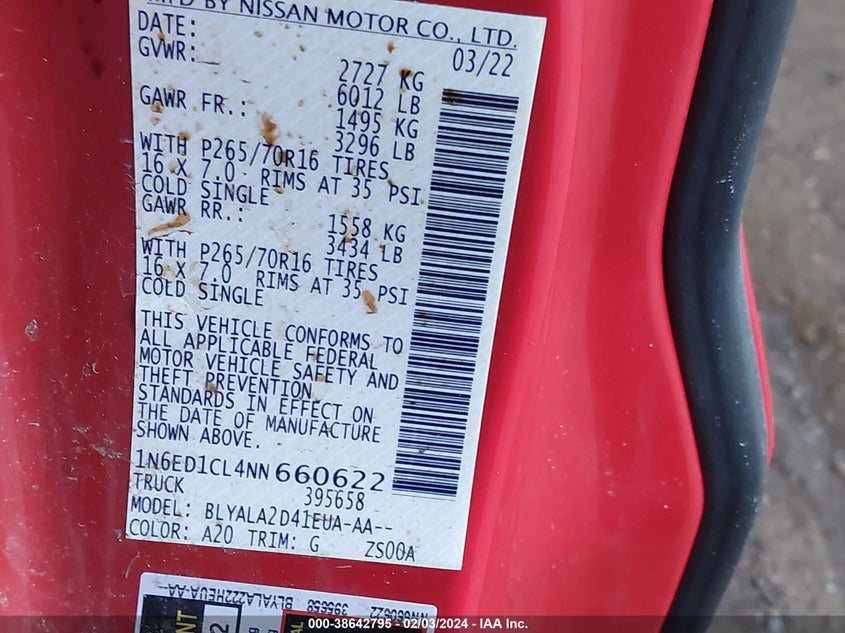 MFD BY NISSAN MOTOR CO., LTD.
DATE: 03/22
GVWR: 2727 KG
6012 LB
GAWR FR.: 1495 KG
3296 LB
WITH P265/70R16 TIRES
16 X 7.0 RIMS AT 35 PSI
COLD SINGLE
GAWR RR.: 1558 KG
3434 LB
WITH P265/70R16 TIRES
16 X 7.0 RIMS AT 35 PSI
COLD SINGLE
THIS VEHICLE CONFORMS TO
ALL APPLICABLE FEDERAL
MOTOR VEHICLE SAFETY AND
THEFT PREVENTION
STANDARDS IN EFFECT ON
THE DATE OF MANUFACTURE
SHOWN ABOVE.
1N6ED1CL4NN660622
TRUCK 395658
MODEL: BLYALA2D41EUA-AA--
COLOR: A20 TRIM: G ZS00A
NN660622
395658 BLYALA2222HEUA-AA--
000-38642795 - 02/03/2024 - IAA Inc.